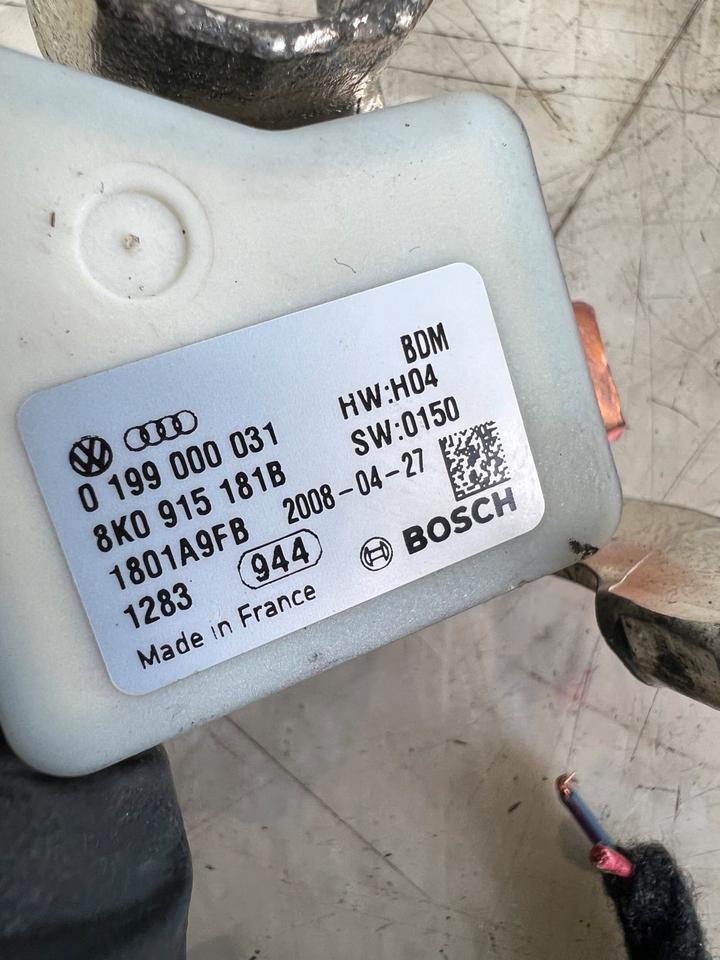 BDM
HW:H04
SW:0150
0 199 000 031
8K0 915 181B
1801A9FB 2008-04-27
1283 944 BOSCH
Made in France